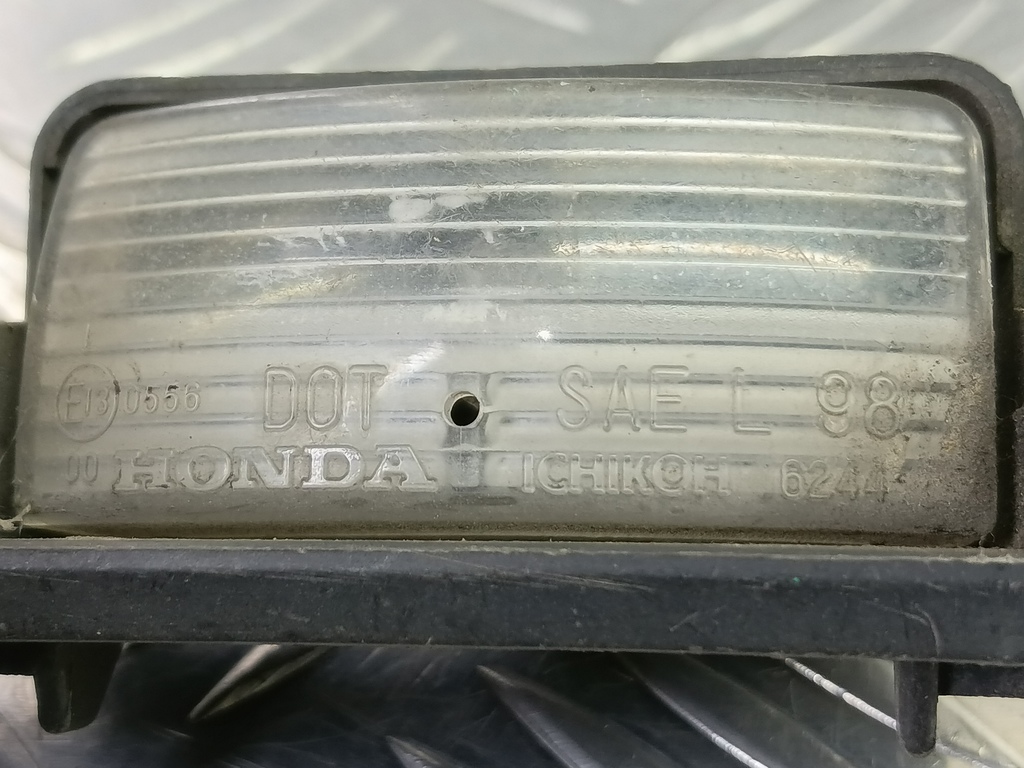 E13 0556 DOT SAE L 98
00 HONDA ICHIKOH 6244